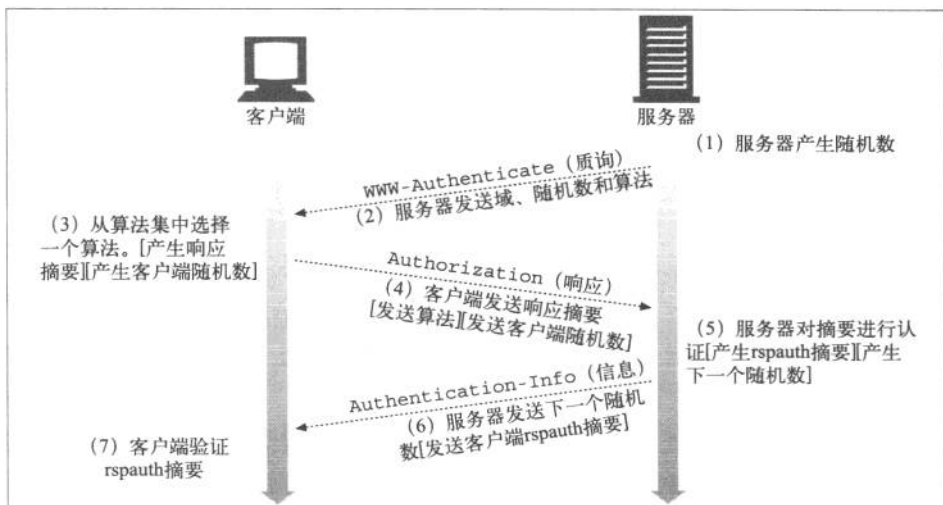 客户端
服务器
(1) 服务器产生随机数
WWW-Authenticate (质询)
(2) 服务器发送域、随机数和算法
(3) 从算法集中选择
一个算法。[产生响应
摘要][产生客户端随机数]
Authorization (响应)
(4) 客户端发送响应摘要
[发送算法][发送客户端随机数]
(5) 服务器对摘要进行认
证[产生rspauth摘要][产生
下一个随机数]
Authentication-Info (信息)
(6) 服务器发送下一个随机
数[发送客户端rspauth摘要]
(7) 客户端验证
rspauth摘要